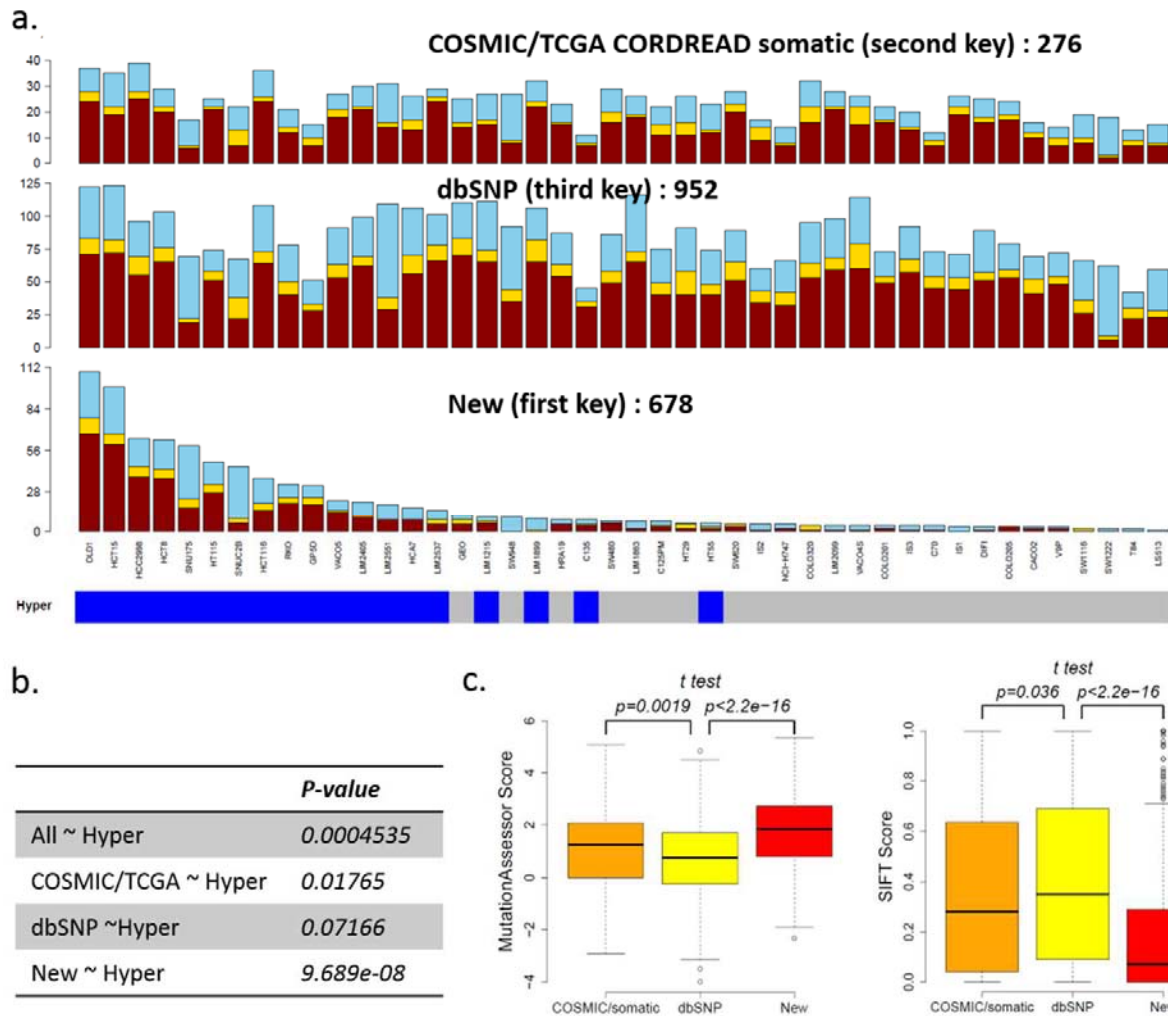 a.
COSMIC/TCGA CORDREAD somatic (second key) : 276
40
30
20
10
0
dbSNP (third key) : 952
125
100
75
50
25
0
New (first key) : 678
112
84
56
28
0
DLD1 HCT15 HCC2998 HCT8 SNU175 HT115 SNUC2B HCT116 RKO GP5D VACO5 LIM2405 LIM2551 HCA7 LIM2537 GEO LIM1215 SW948 LIM1899 HRA19 C135 SW480 LIM1863 C125PM HT29 HT55 SW620 IS2 NCI-H747 COLO320 LIM2099 VACO4S COLO201 IS3 C70 IS1 DIFI COLO205 CACO2 V9P SW1116 SW1222 T84 LS513
Hyper
b.
P-value
All ~ Hyper 0.0004535
COSMIC/TCGA ~ Hyper 0.01765
dbSNP ~Hyper 0.07166
New ~ Hyper 9.689e-08
c.
t test
p=0.0019 p<2.2e-16
MutationAssessor Score
6
4
2
0
-2
-4
COSMIC/somatic dbSNP New
t test
p=0.036 p<2.2e-16
SIFT Score
1.0
0.8
0.6
0.4
0.2
0.0
COSMIC/somatic dbSNP Ne